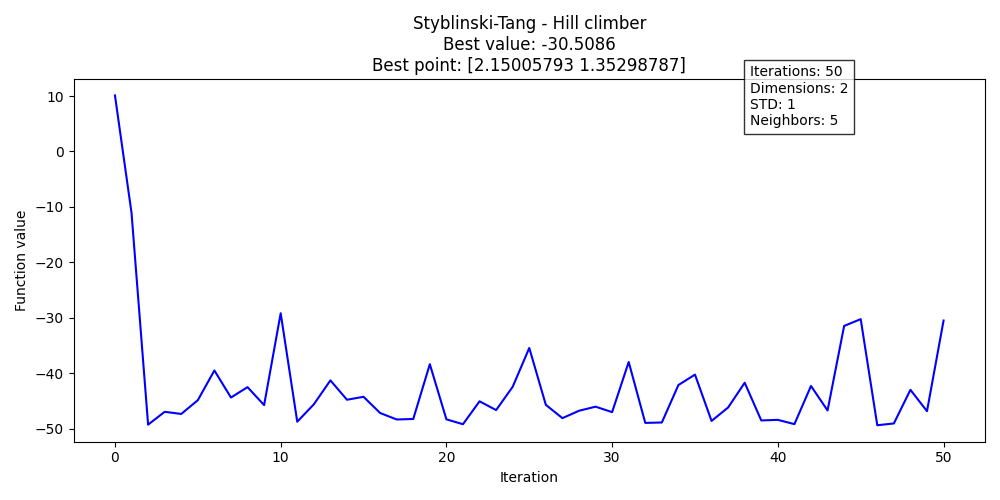 Styblinski-Tang - Hill climber
Best value: -30.5086
Best point: [2.15005793 1.35298787]
Iterations: 50
Dimensions: 2
STD: 1
Neighbors: 5
10
0
−10
−20
−30
−40
−50
Function value
0
10
20
30
40
50
Iteration